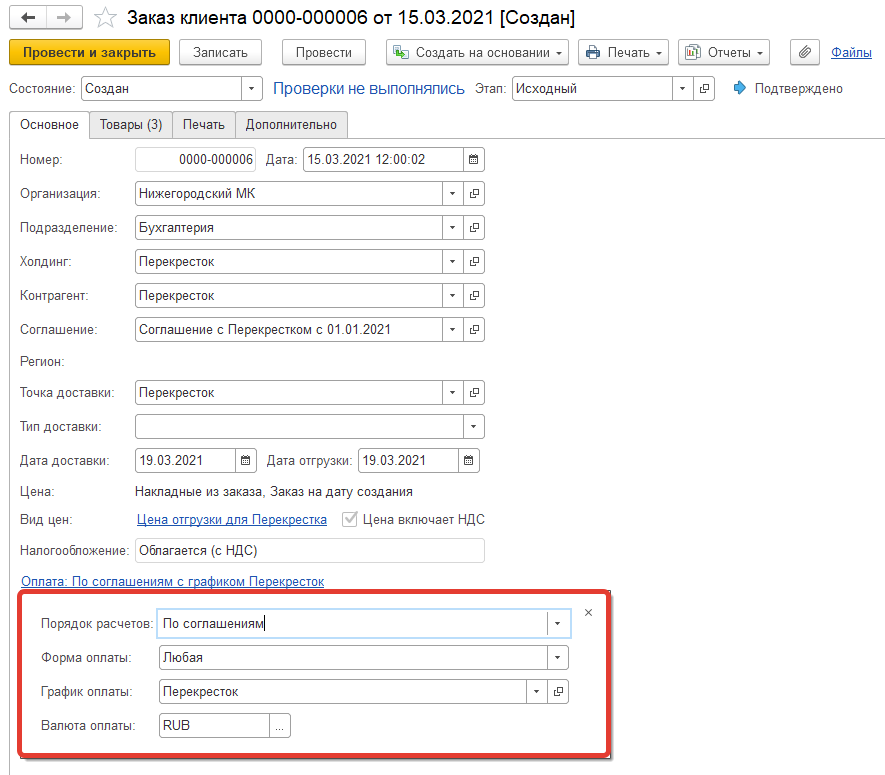 Заказ клиента 0000-000006 от 15.03.2021 [Создан]
Провести и закрыть Записать Провести Создать на основании Печать Отчеты Файлы
Состояние: Создан Проверки не выполнялись Этап: Исходный Подтверждено
Основное Товары (3) Печать Дополнительно
Номер: 0000-000006 Дата: 15.03.2021 12:00:02
Организация: Нижегородский МК
Подразделение: Бухгалтерия
Холдинг: Перекресток
Контрагент: Перекресток
Соглашение: Соглашение с Перекрестком с 01.01.2021
Регион:
Точка доставки: Перекресток
Тип доставки:
Дата доставки: 19.03.2021 Дата отгрузки: 19.03.2021
Цена: Накладные из заказа, Заказ на дату создания
Вид цен: Цена отгрузки для Перекрестка Цена включает НДС
Налогообложение: Облагается (с НДС)
Оплата: По соглашениям с графиком Перекресток
Порядок расчетов: По соглашениям
Форма оплаты: Любая
График оплаты: Перекресток
Валюта оплаты: RUB ...